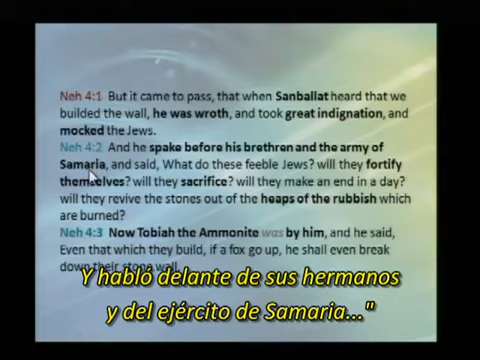 Neh 4:1 But it came to pass, that when Sanballat heard that we
builded the wall, he was wroth, and took great indignation, and
mocked the Jews.
Neh 4:2 And he spake before his brethren and the army of
Samaria, and said, What do these feeble Jews? will they fortify
themselves? will they sacrifice? will they make an end in a day?
will they revive the stones out of the heaps of the rubbish which
are burned?
Neh 4:3 Now Tobiah the Ammonite was by him, and he said,
Even that which they build, if a fox go up, he shall even break
down their stone wall.
Y habló delante de sus hermanos
y del ejército de Samaria..."